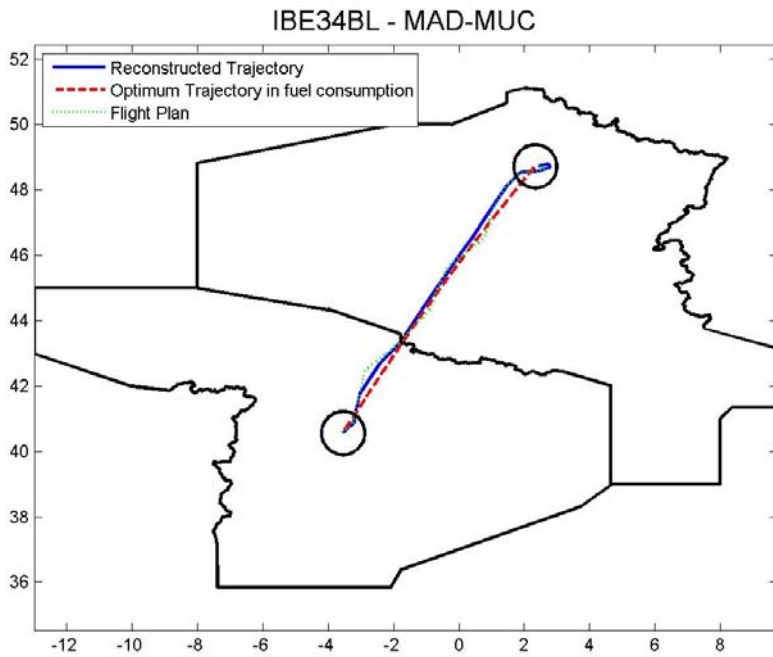 IBE34BL - MAD-MUC
Reconstructed Trajectory
Optimum Trajectory in fuel consumption
Flight Plan
52
50
48
46
44
42
40
38
36
-12 -10 -8 -6 -4 -2 0 2 4 6 8